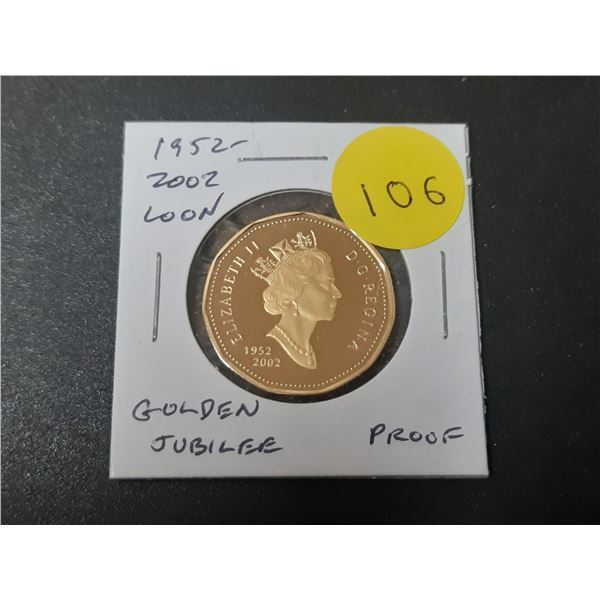 1952-
2002
LOON
106
ELIZABETH II
D·G·REGINA
1952
2002
GOLDEN
JUBILEE
PROOF